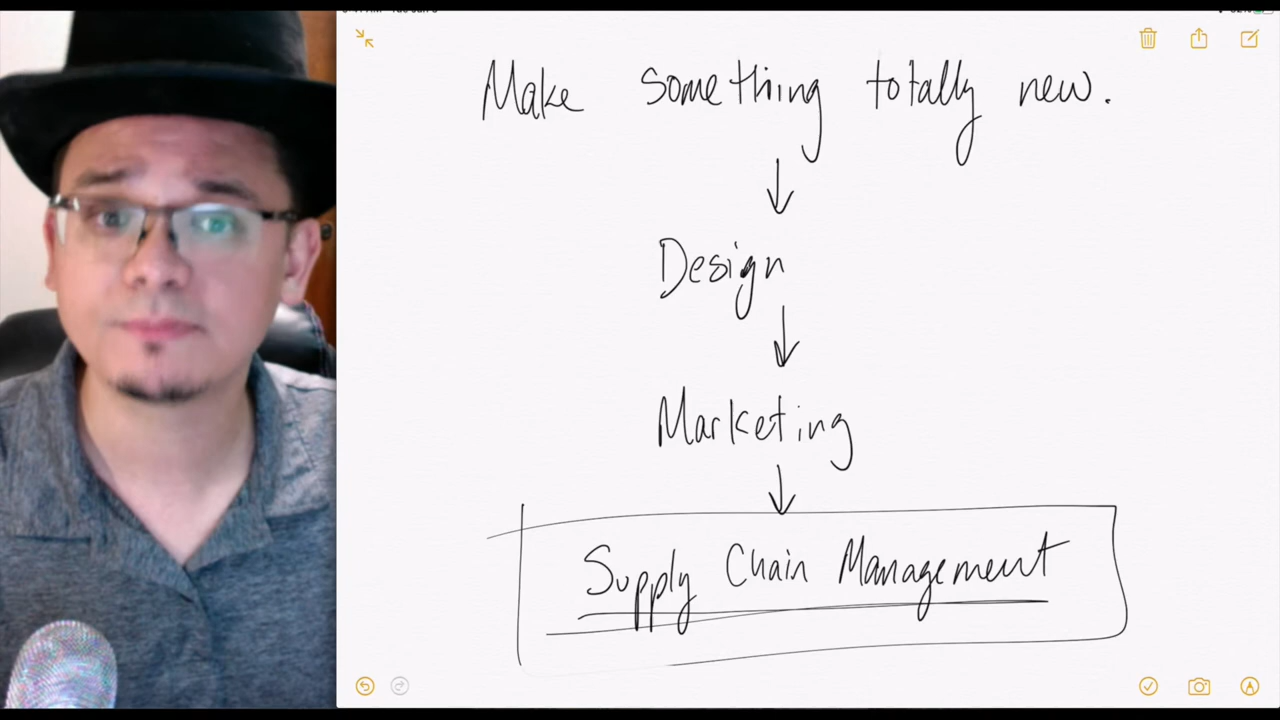 Make something totally new.
Design
Marketing
Supply Chain Management